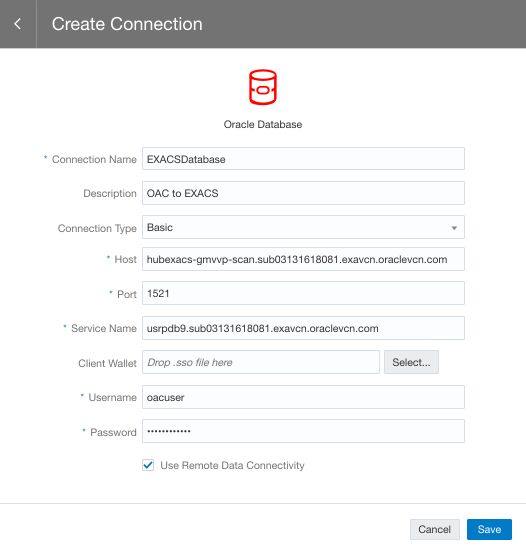 Create Connection
Oracle Database
* Connection Name EXACSDatabase
Description OAC to EXACS
Connection Type Basic
* Host hubexacs-gmvvp-scan.sub03131618081.exavcn.oraclevcn.com
* Port 1521
* Service Name usrpdb9.sub03131618081.exavcn.oraclevcn.com
Client Wallet Drop .sso file here Select...
* Username oacuser
* Password ••••••••••••
Use Remote Data Connectivity
Cancel Save